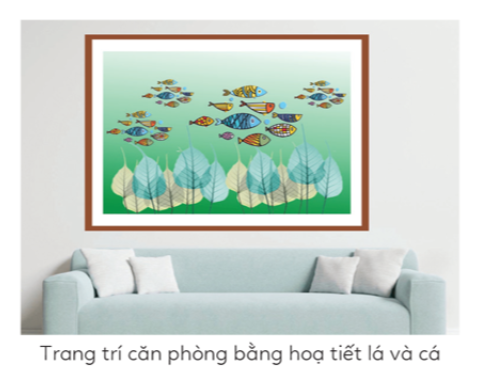 Trang trí căn phòng bằng hoạ tiết lá và cá